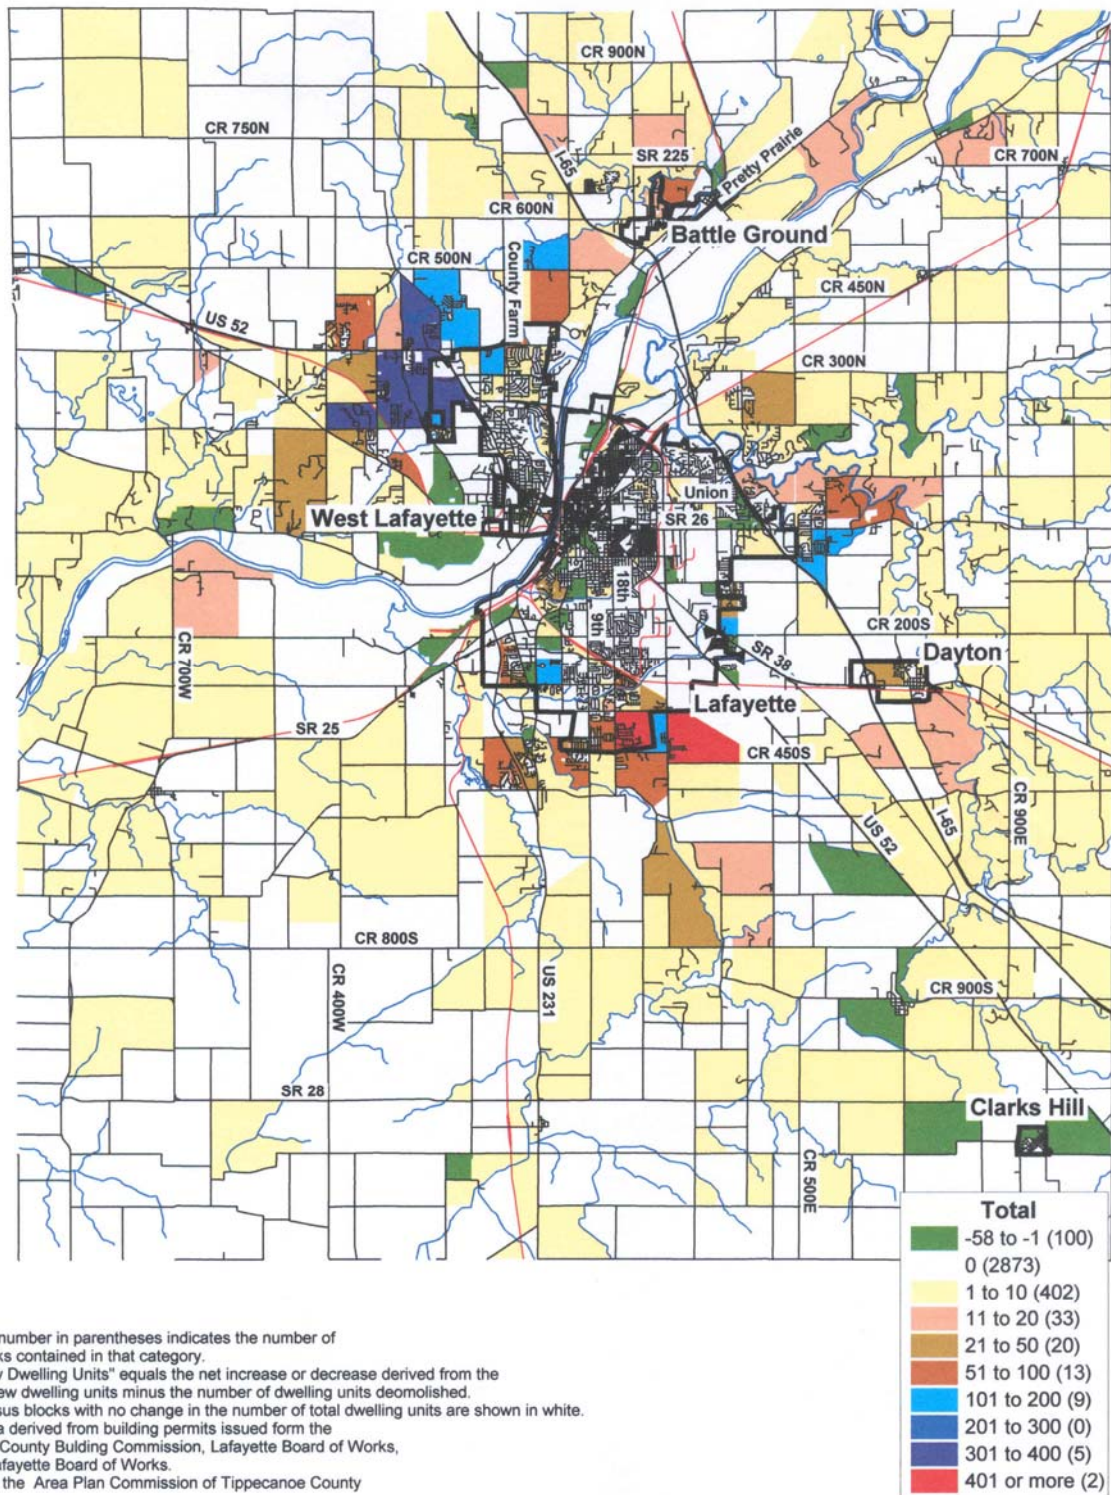 CR 900N
CR 750N
I-65
SR 225
Pretty Prairie
CR 700N
CR 600N
Battle Ground
County Farm
CR 500N
CR 450N
US 52
CR 300N
Union
West Lafayette
SR 26
18th
9th
CR 200S
CR 700W
SR 38
Dayton
Lafayette
SR 25
CR 450S
US 52
I-65
CR 900E
CR 800S
CR 400W
US 231
CR 900S
SR 28
Clarks Hill
CR 500E
Total
-58 to -1 (100)
0 (2873)
1 to 10 (402)
11 to 20 (33)
21 to 50 (20)
51 to 100 (13)
101 to 200 (9)
201 to 300 (0)
301 to 400 (5)
401 or more (2)
number in parentheses indicates the number of
ks contained in that category.
Dwelling Units" equals the net increase or decrease derived from the
ew dwelling units minus the number of dwelling units deomolished.
sus blocks with no change in the number of total dwelling units are shown in white.
a derived from building permits issued form the
County Bulding Commission, Lafayette Board of Works,
afayette Board of Works.
the Area Plan Commission of Tippecanoe County